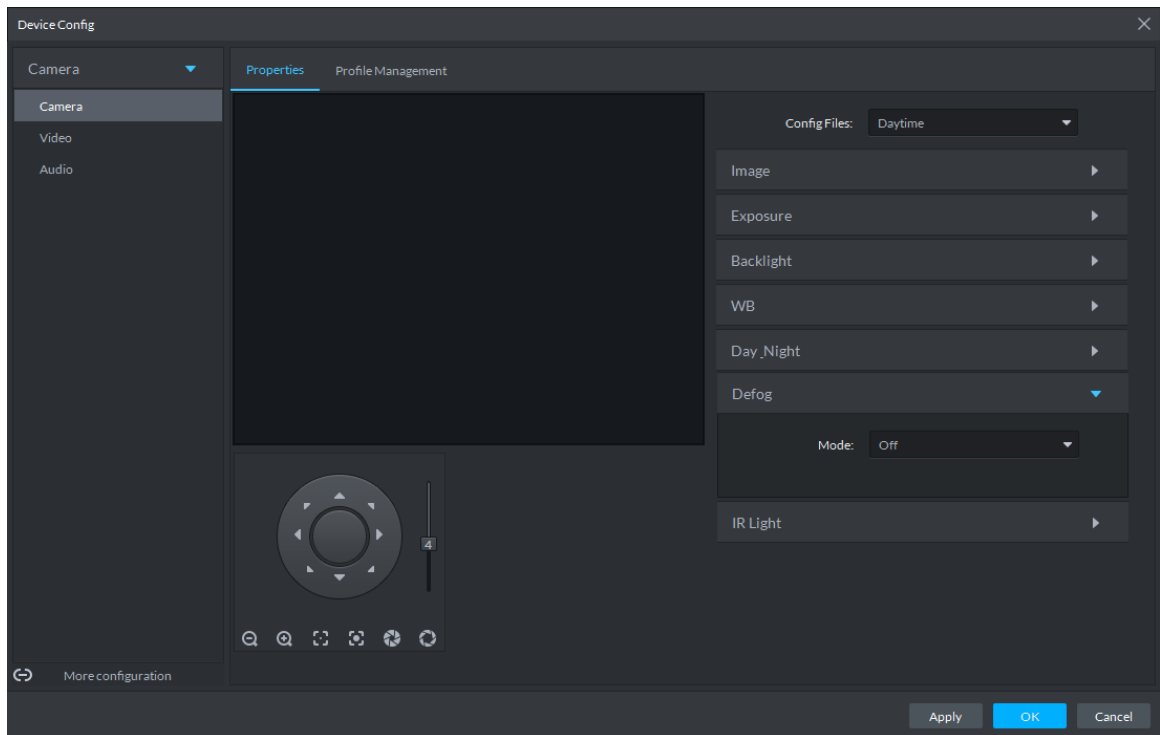 Device Config
Camera
Camera
Video
Audio
More configuration
Properties Profile Management
Config Files: Daytime
Image
Exposure
Backlight
WB
Day_Night
Defog
Mode: Off
IR Light
4
Apply OK Cancel